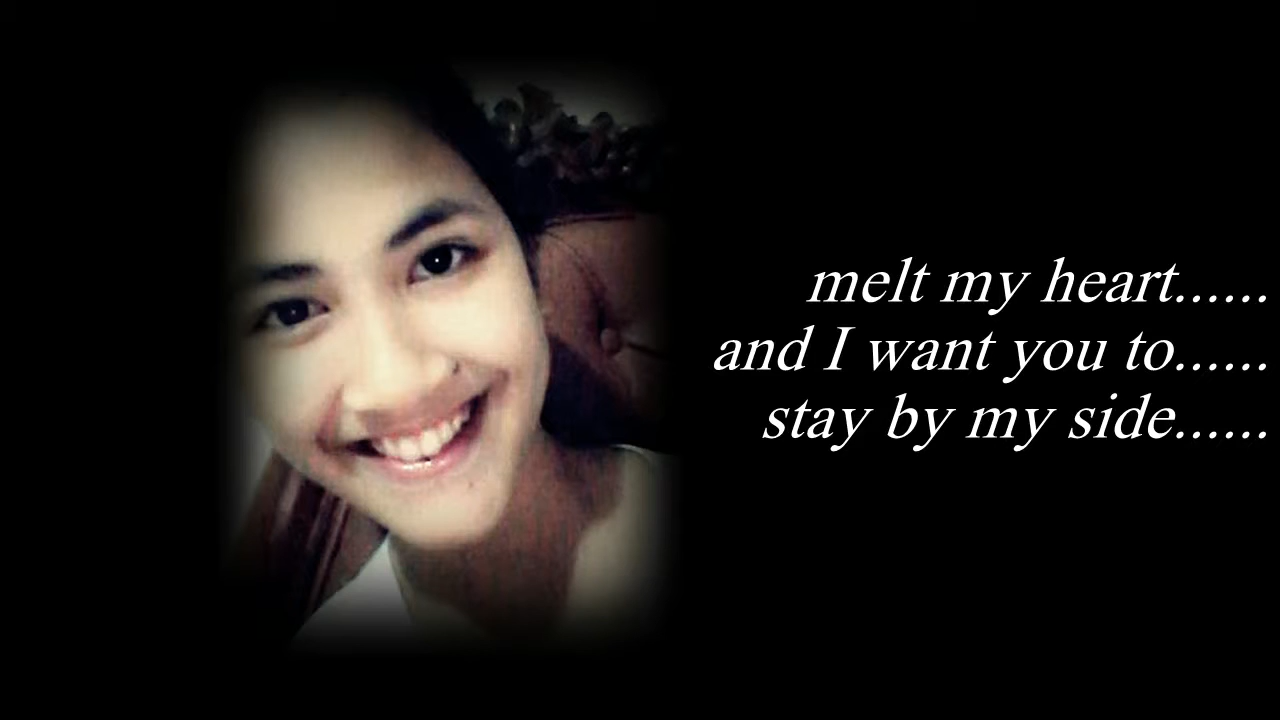 melt my heart......
and I want you to......
stay by my side......